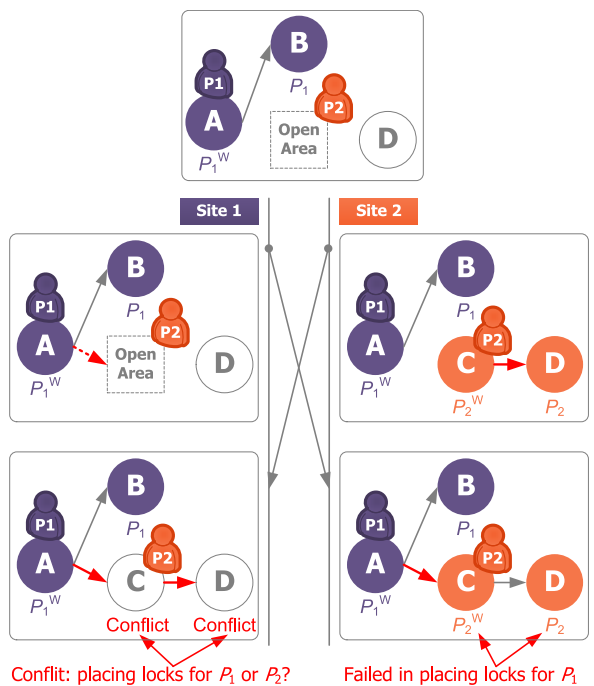 B
P1
P1
P2
A
Open
Area
D
P1W
Site 1
Site 2
B
P1
P1
P2
A
Open
Area
D
P1W
B
P1
P1
P2
A
C
D
P1W
P2W
P2
B
P1
P1
P2
A
C
D
P1W
Conflict
Conflict
Conflit: placing locks for P1 or P2?
B
P1
P1
P2
A
C
D
P1W
P2W
P2
Failed in placing locks for P1